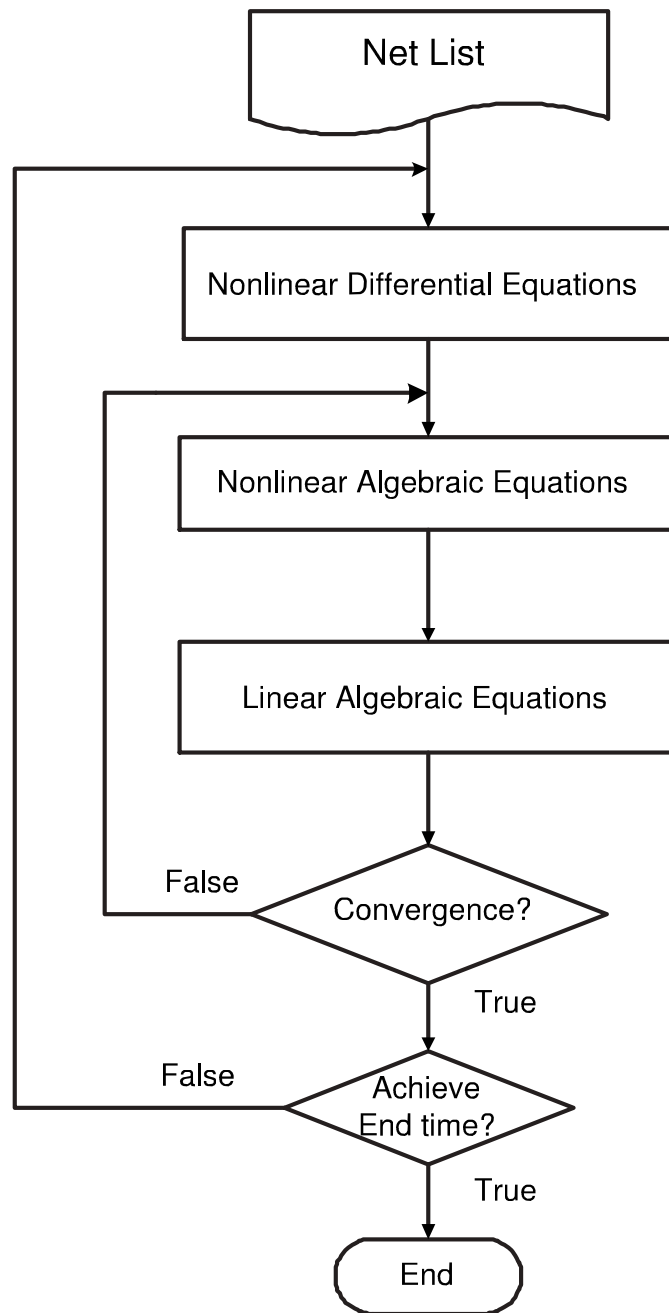 Net List
Nonlinear Differential Equations
Nonlinear Algebraic Equations
Linear Algebraic Equations
False
Convergence?
True
False
Achieve
End time?
True
End